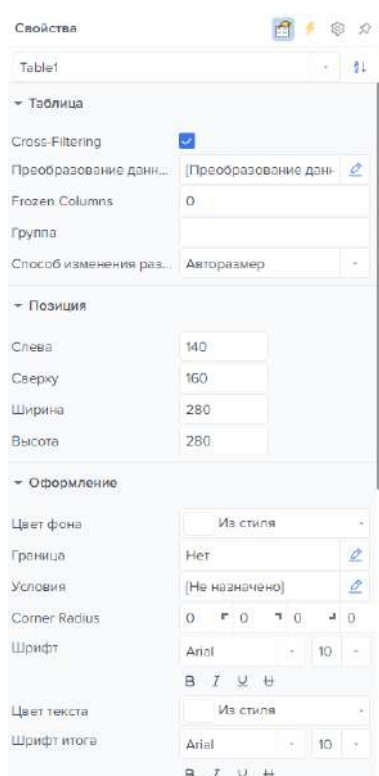 Свойства
Table1
Таблица
Cross-Filtering
Преобразование данн... [Преобразование данн
Frozen Columns 0
Группа
Способ изменения раз... Авторазмер
Позиция
Слева 140
Сверху 160
Ширина 280
Высота 280
Оформление
Цвет фона Из стиля
Граница Нет
Условия [Не назначено]
Corner Radius 0 0 0 0
Шрифт Arial 10
B I U U
Цвет текста Из стиля
Шрифт итога Arial 10
B I U U